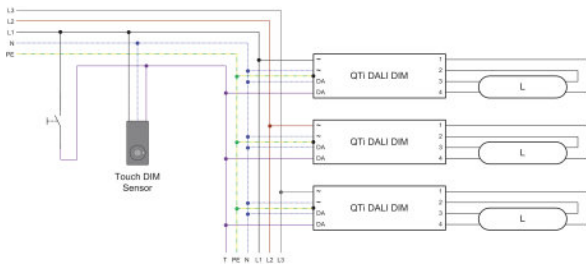 L3
L2
L1
N
PE
~ 1
~ QTi DALI DIM 2
DA 3 L
DA 4
~ 1
~ QTi DALI DIM 2
DA 3 L
DA 4
Touch DIM
Sensor
~ 1
~ QTi DALI DIM 2
DA 3 L
DA 4
T PE N L1 L2 L3